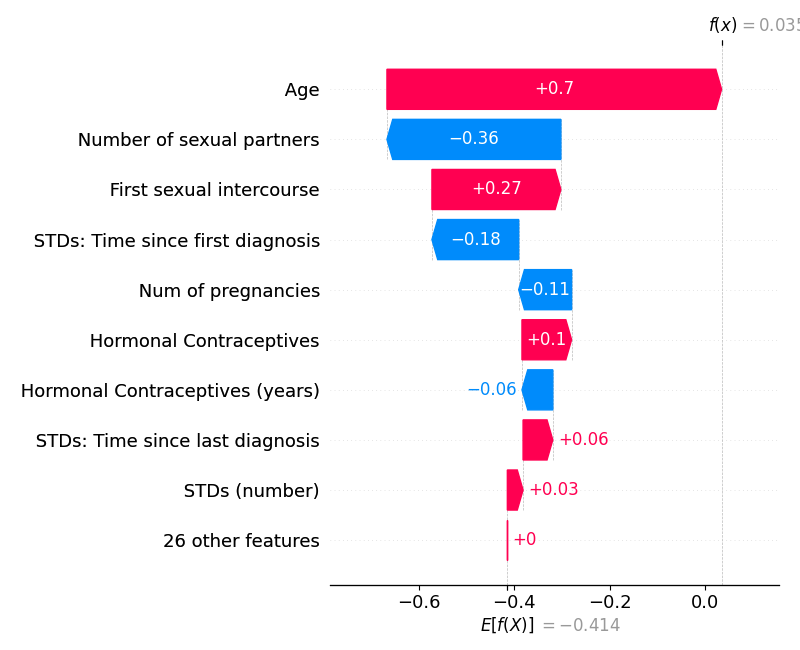 f(x) = 0.035
Age +0.7
Number of sexual partners −0.36
First sexual intercourse +0.27
STDs: Time since first diagnosis −0.18
Num of pregnancies −0.11
Hormonal Contraceptives +0.1
Hormonal Contraceptives (years) −0.06
STDs: Time since last diagnosis +0.06
STDs (number) +0.03
26 other features +0
−0.6 −0.4 −0.2 0.0
E[f(X)] = −0.414